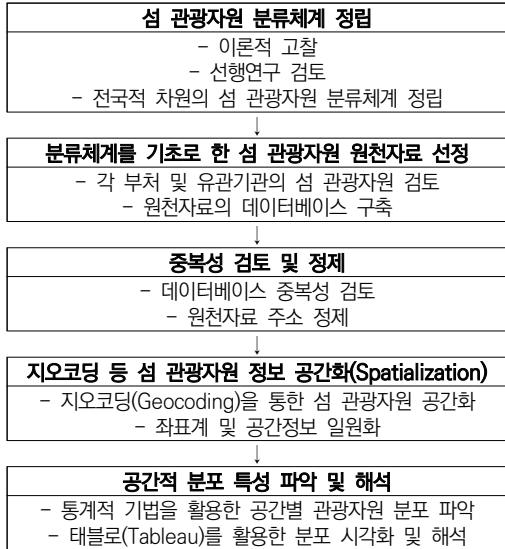 섬 관광자원 분류체계 정립
- 이론적 고찰
- 선행연구 검토
- 전국적 차원의 섬 관광자원 분류체계 정립
↓
분류체계를 기초로 한 섬 관광자원 원천자료 선정
- 각 부처 및 유관기관의 섬 관광자원 검토
- 원천자료의 데이터베이스 구축
↓
중복성 검토 및 정제
- 데이터베이스 중복성 검토
- 원천자료 주소 정제
↓
지오코딩 등 섬 관광자원 정보 공간화(Spatialization)
- 지오코딩(Geocoding)을 통한 섬 관광자원 공간화
- 좌표계 및 공간정보 일원화
↓
공간적 분포 특성 파악 및 해석
- 통계적 기법을 활용한 공간별 관광자원 분포 파악
- 태블로(Tableau)를 활용한 분포 시각화 및 해석